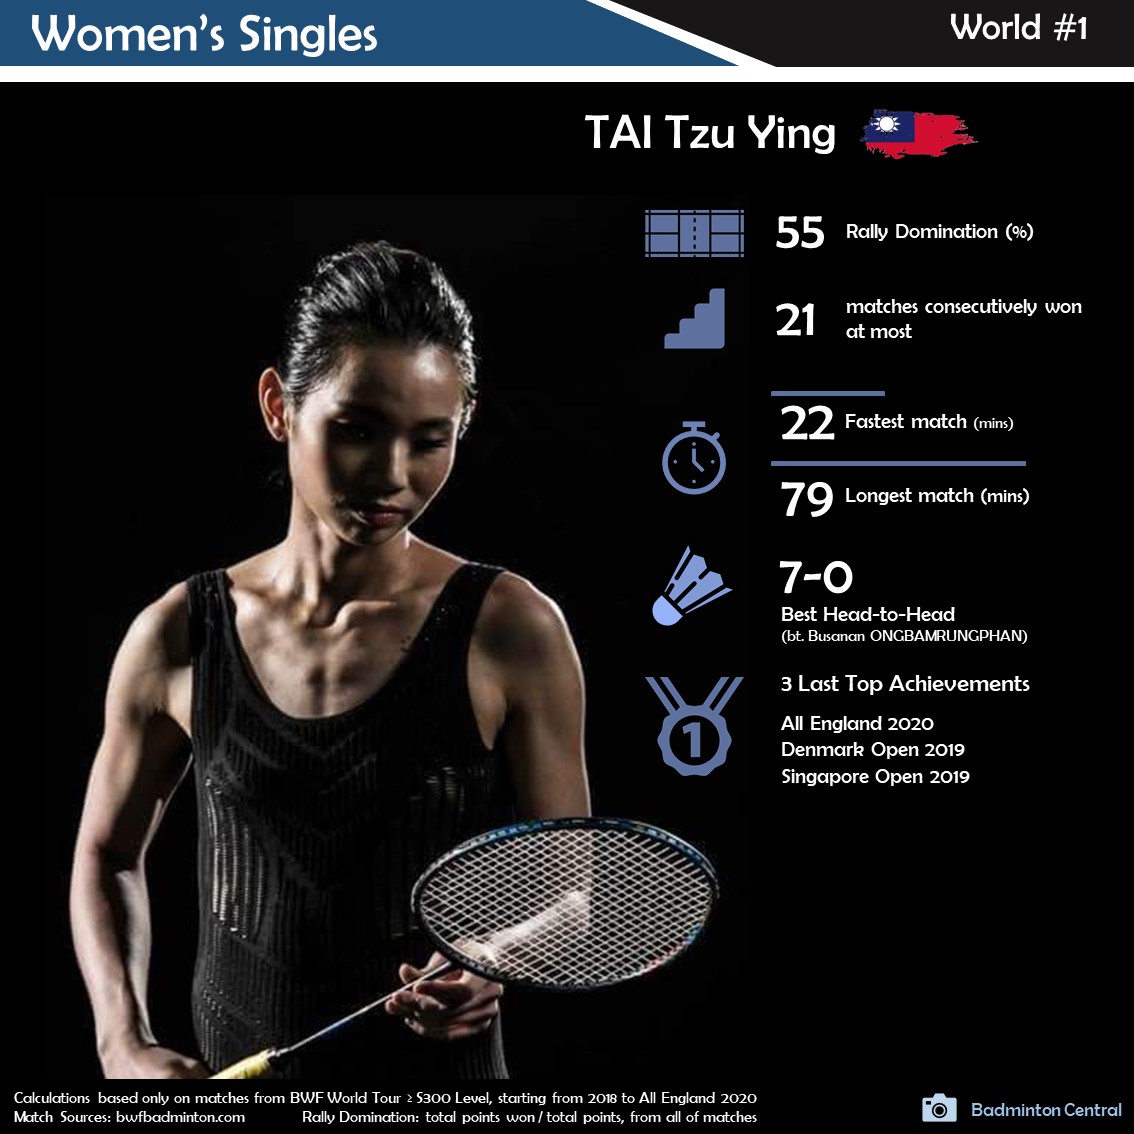 Women's Singles
World #1
TAI Tzu Ying
55 Rally Domination (%)
21 matches consecutively won
at most
22 Fastest match (mins)
79 Longest match (mins)
7-0
Best Head-to-Head
(bt. Busanan ONGBAMRUNGPHAN)
3 Last Top Achievements
1
All England 2020
Denmark Open 2019
Singapore Open 2019
Calculations based only on matches from BWF World Tour ≥ S300 Level, starting from 2018 to All England 2020
Match Sources: bwfbadminton.com Rally Domination: total points won / total points, from all of matches
Badminton Central